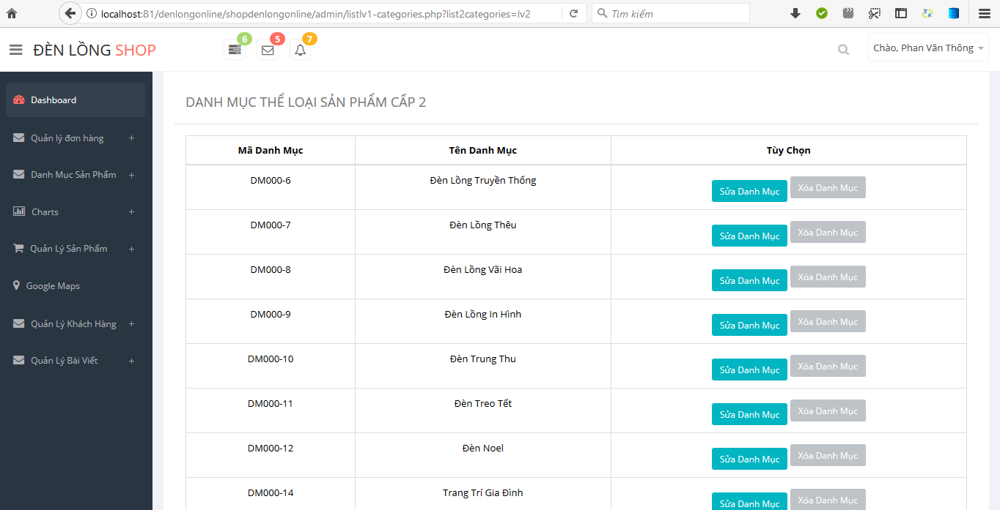 localhost:81/denlongonline/shopdenlongonline/admin/listlv1-categories.php?list2categories=lv2
Tìm kiếm
ĐÈN LỒNG SHOP
6
5
7
Chào, Phan Văn Thông
Dashboard
Quản lý đơn hàng +
Danh Mục Sản Phẩm +
Charts +
Quản Lý Sản Phẩm +
Google Maps
Quản Lý Khách Hàng +
Quản Lý Bài Viết +
DANH MỤC THỂ LOẠI SẢN PHẨM CẤP 2
Mã Danh Mục Tên Danh Mục Tùy Chọn
DM000-6 Đèn Lồng Truyền Thống Sửa Danh Mục Xóa Danh Mục
DM000-7 Đèn Lồng Thêu Sửa Danh Mục Xóa Danh Mục
DM000-8 Đèn Lồng Vãi Hoa Sửa Danh Mục Xóa Danh Mục
DM000-9 Đèn Lồng In Hình Sửa Danh Mục Xóa Danh Mục
DM000-10 Đèn Trung Thu Sửa Danh Mục Xóa Danh Mục
DM000-11 Đèn Treo Tết Sửa Danh Mục Xóa Danh Mục
DM000-12 Đèn Noel Sửa Danh Mục Xóa Danh Mục
DM000-14 Trang Trí Gia Đình Sửa Danh Mục Xóa Danh Mục